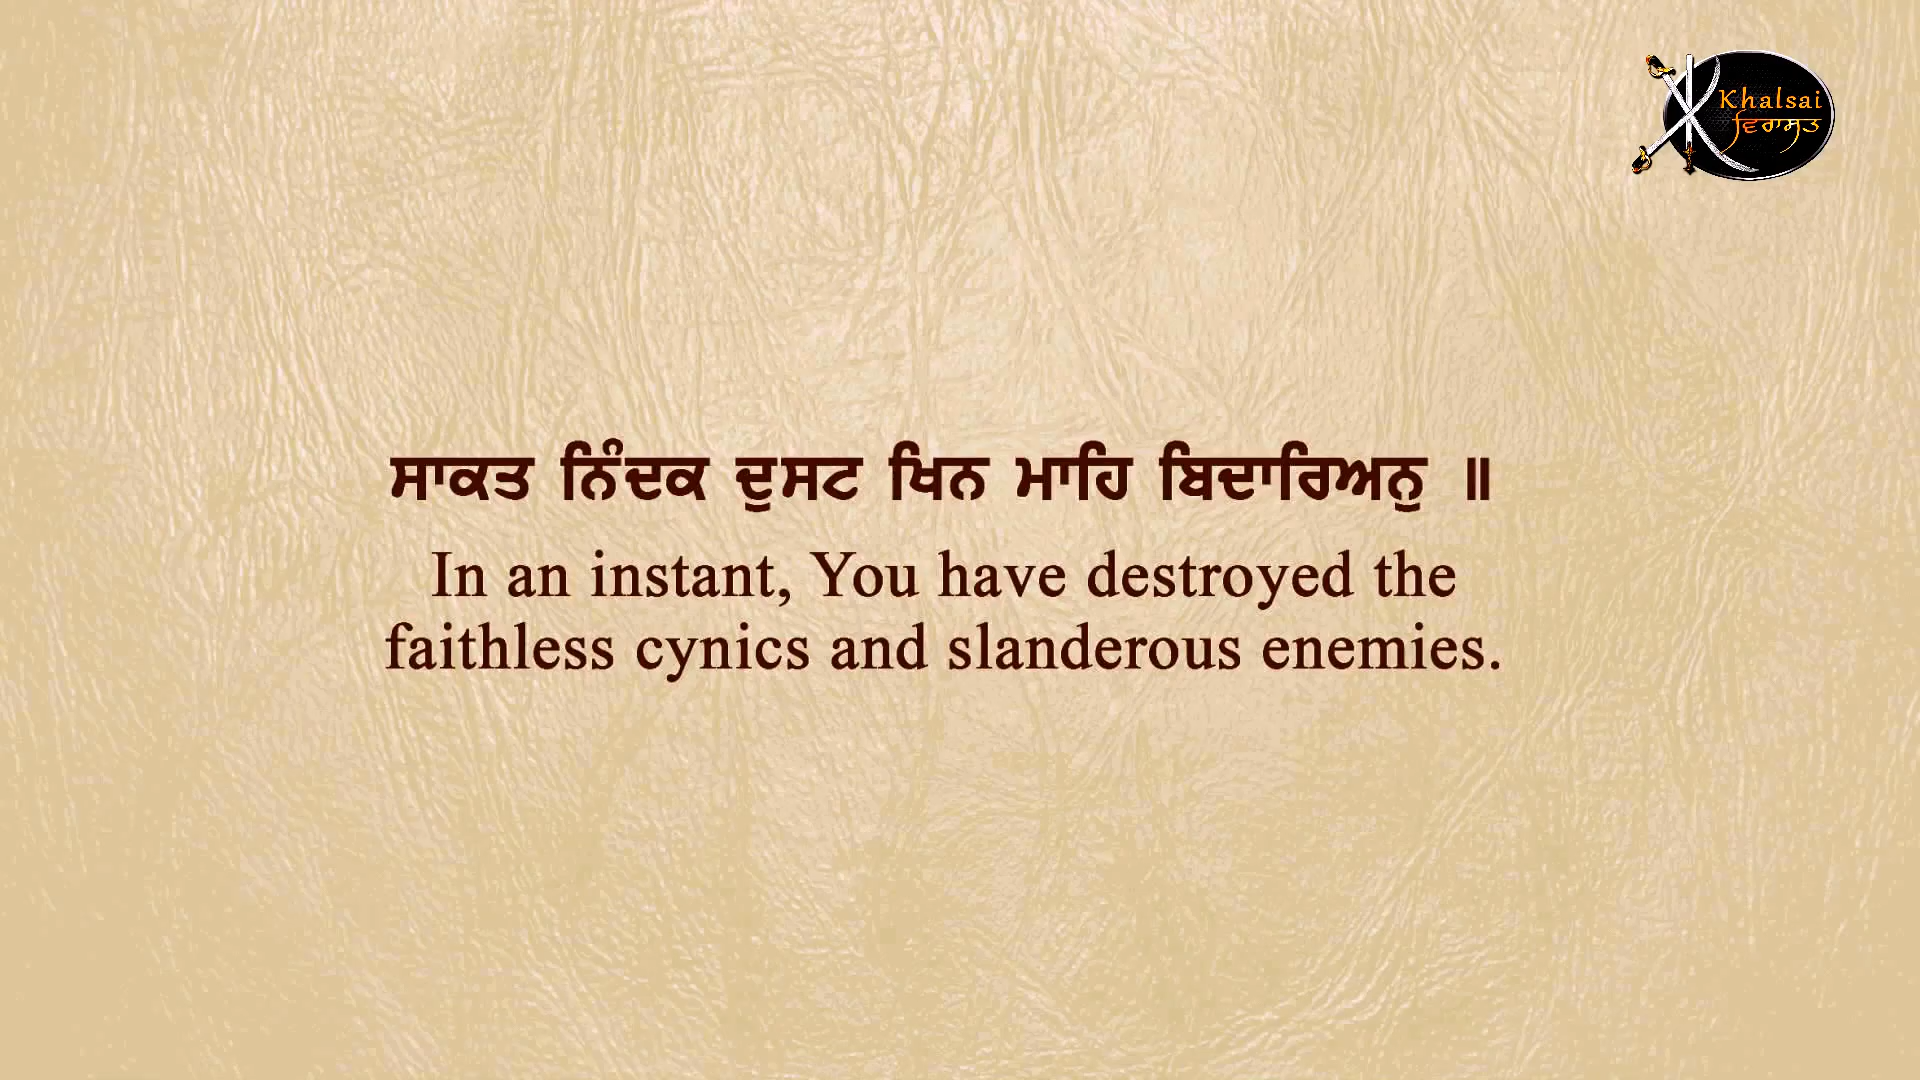 Khalsai
ਵਿਰਾਸਤ
ਸਾਕਤ ਨਿੰਦਕ ਦੁਸਟ ਖਿਨ ਮਾਹਿ ਬਿਦਾਰਿਅਨੁ ॥
In an instant, You have destroyed the
faithless cynics and slanderous enemies.